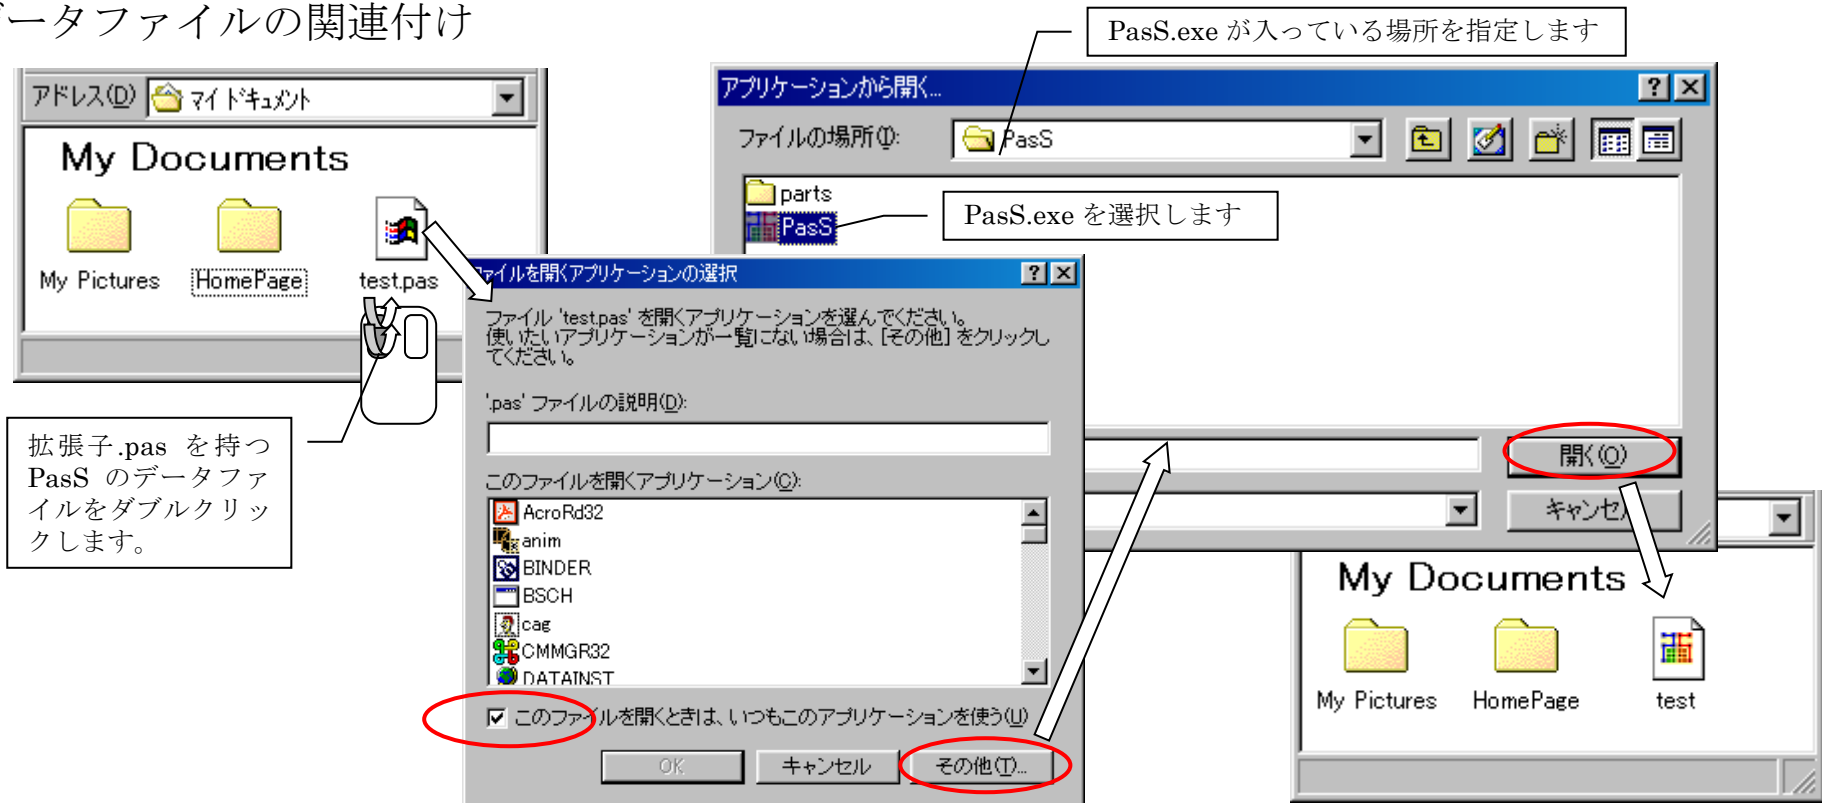 データファイルの関連付け
PasS.exe が入っている場所を指定します
アドレス(D)
マイ ドキュメント
My Documents
My Pictures
HomePage
test.pas
拡張子.pas を持つ
PasS のデータファ
イルをダブルクリッ
クします。
アプリケーションから開く...
ファイルの場所(I):
PasS
parts
PasS
PasS.exe を選択します
開く(O)
キャンセル
ファイルを開くアプリケーションの選択
ファイル 'test.pas' を開くアプリケーションを選んでください。
使いたいアプリケーションが一覧にない場合は、[その他] をクリックし
てください。
'.pas' ファイルの説明(D):
このファイルを開くアプリケーション(C):
AcroRd32
anim
BINDER
BSCH
cag
CMMGR32
DATAINST
このファイルを開くときは、いつもこのアプリケーションを使う(U)
OK
キャンセル
その他(T)...
My Documents
My Pictures
HomePage
test